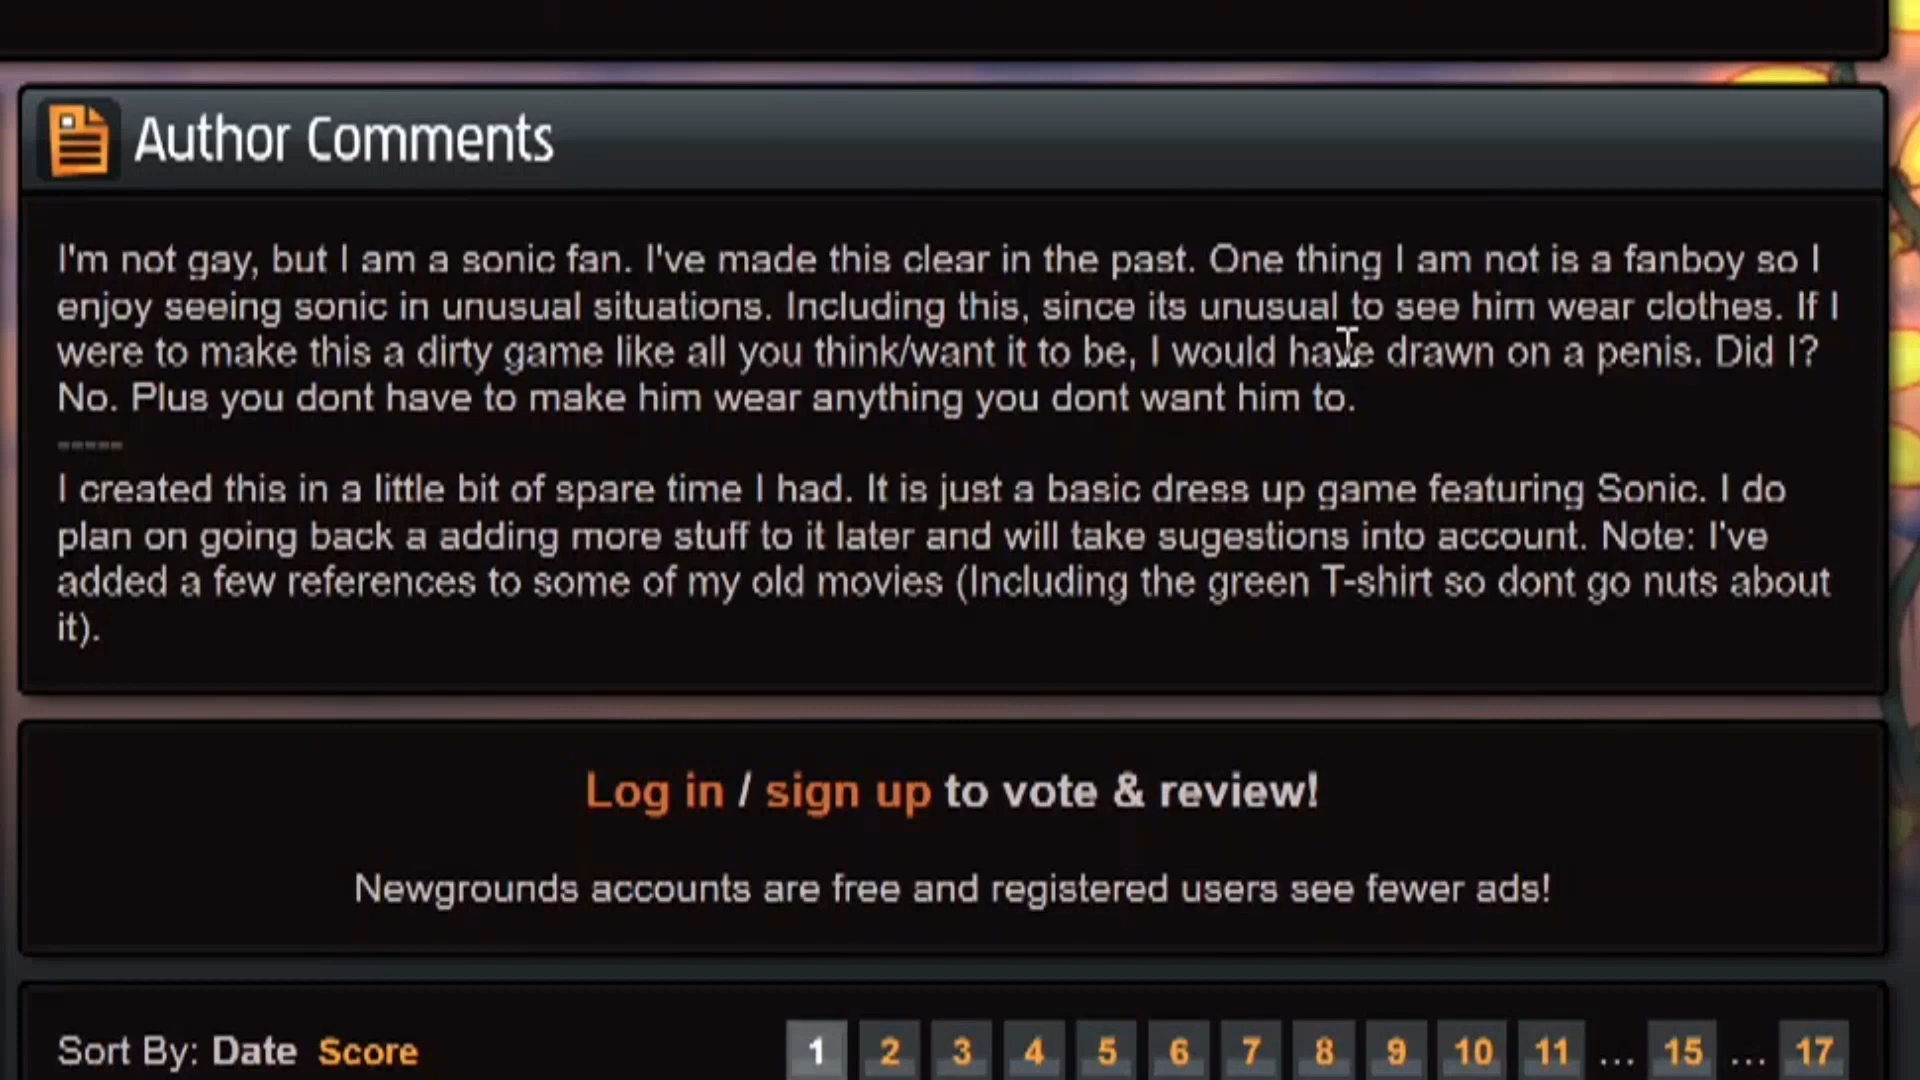 Author Comments
I'm not gay, but I am a sonic fan. I've made this clear in the past. One thing I am not is a fanboy so I
enjoy seeing sonic in unusual situations. Including this, since its unusual to see him wear clothes. If I
were to make this a dirty game like all you think/want it to be, I would have drawn on a penis. Did I?
No. Plus you dont have to make him wear anything you dont want him to.
-----
I created this in a little bit of spare time I had. It is just a basic dress up game featuring Sonic. I do
plan on going back a adding more stuff to it later and will take sugestions into account. Note: I've
added a few references to some of my old movies (Including the green T-shirt so dont go nuts about
it).
Log in / sign up to vote & review!
Newgrounds accounts are free and registered users see fewer ads!
Sort By: Date Score 1 2 3 4 5 6 7 8 9 10 11 ... 15 ... 17